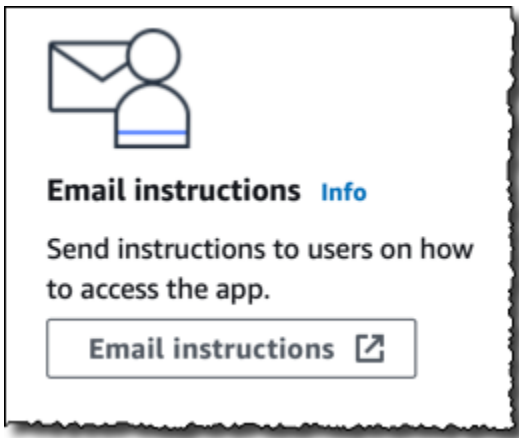 Email instructions Info
Send instructions to users on how
to access the app.
Email instructions